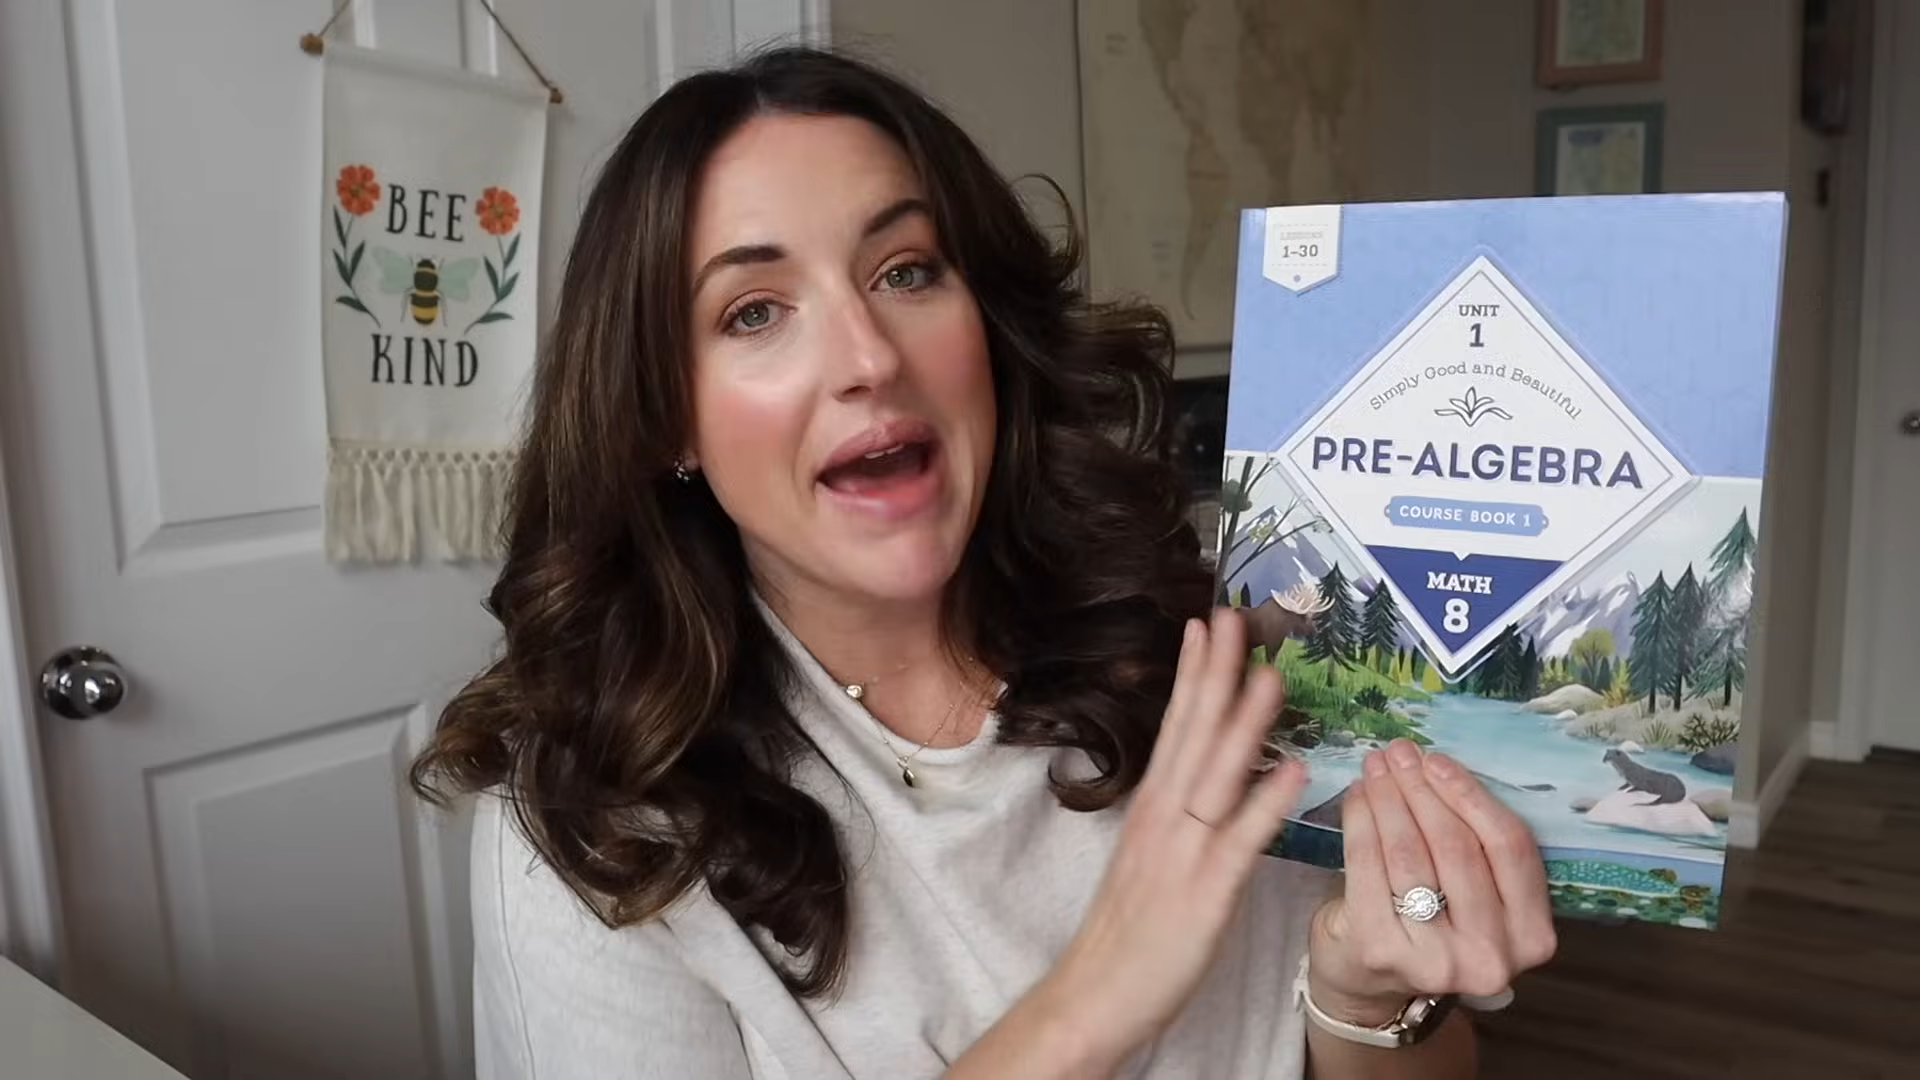 BEE
KIND
LESSONS
1-30
UNIT
1
Simply Good and Beautiful
PRE-ALGEBRA
COURSE BOOK 1
MATH
8